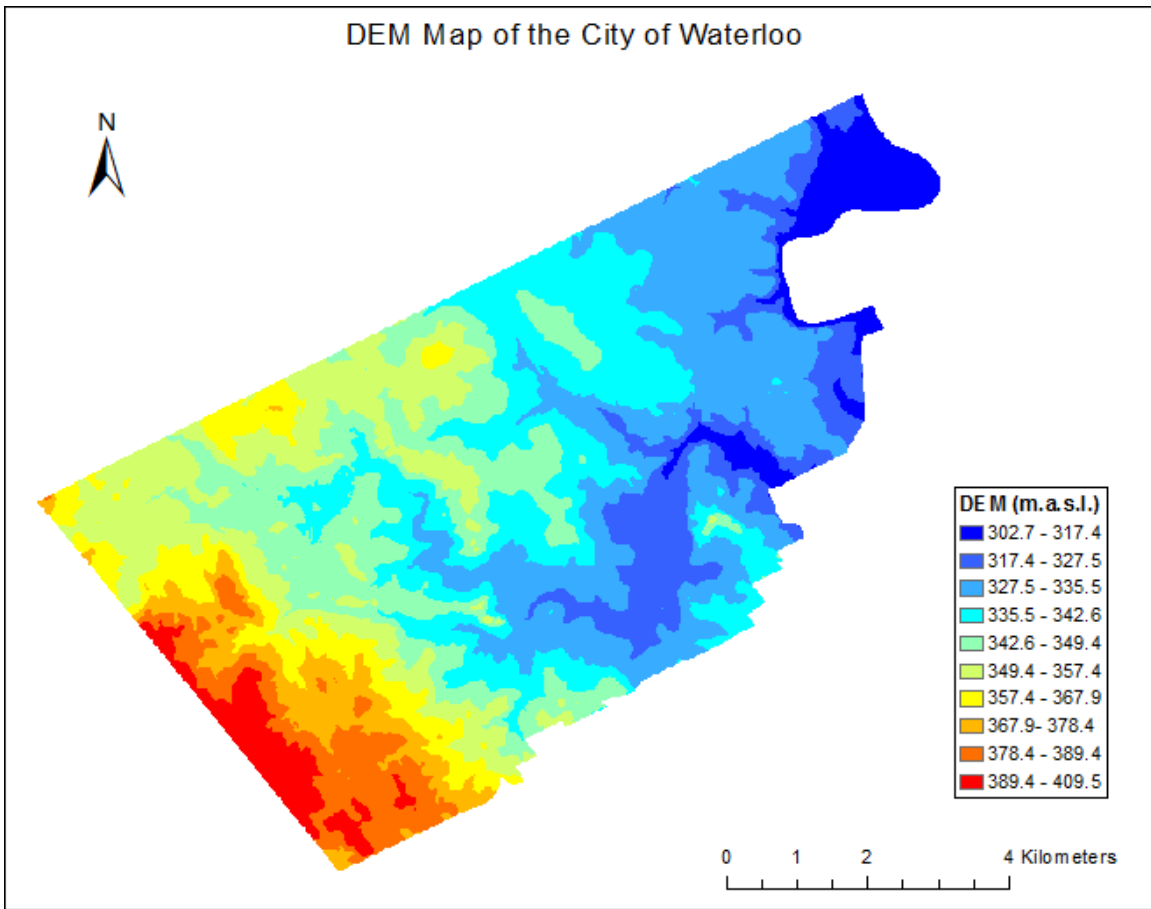 DEM Map of the City of Waterloo
N
DEM (m.a.s.l.)
302.7 - 317.4
317.4 - 327.5
327.5 - 335.5
335.5 - 342.6
342.6 - 349.4
349.4 - 357.4
357.4 - 367.9
367.9- 378.4
378.4 - 389.4
389.4 - 409.5
0 1 2 4 Kilometers